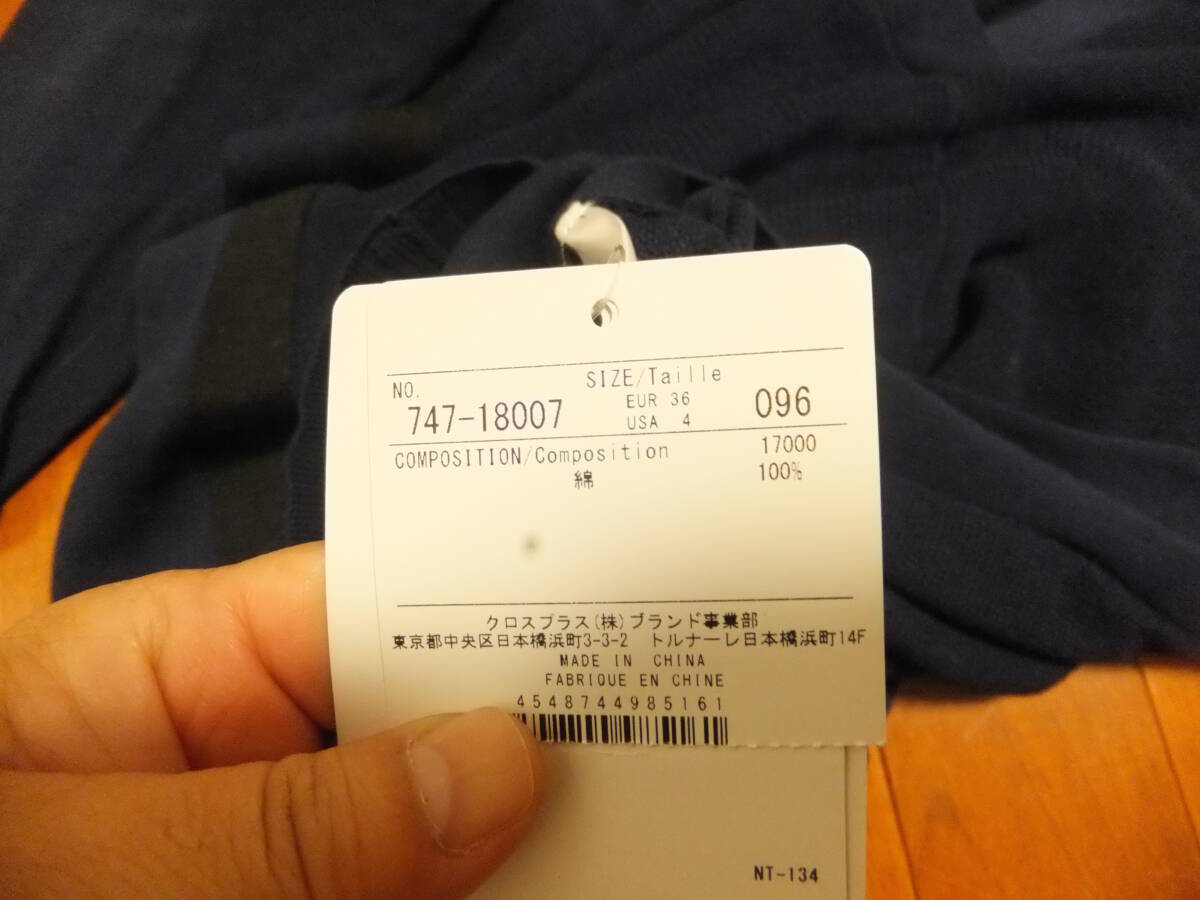 NO. SIZE/Taille
747-18007 EUR 36 096
USA 4
COMPOSITION/Composition 17000
綿 100%
クロスプラス(株)ブランド事業部
東京都中央区日本橋浜町3-3-2 トルナーレ日本橋浜町14F
MADE IN CHINA
FABRIQUE EN CHINE
4548744985161
NT-134